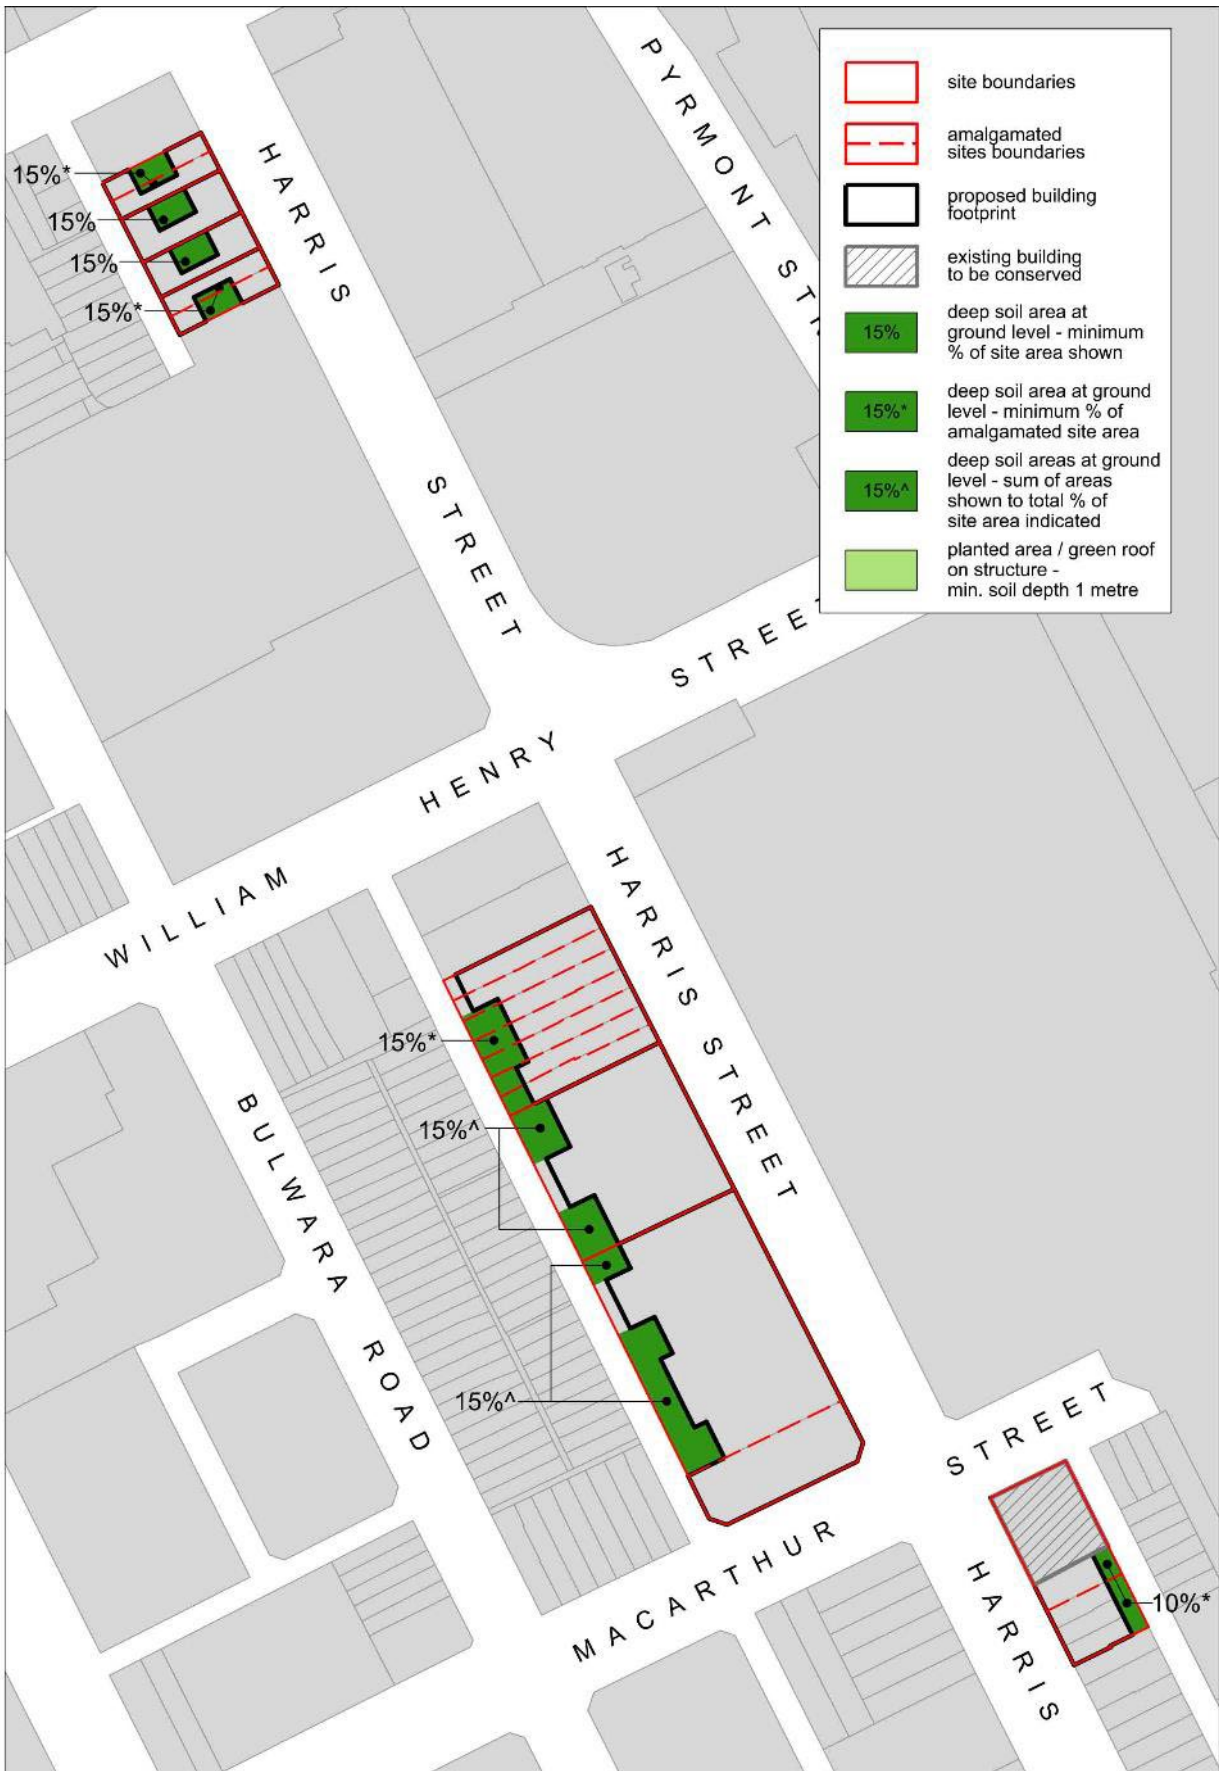 HARRIS
STREET
PYRMONT
site boundaries
amalgamated
sites boundaries
proposed building
footprint
existing building
to be conserved
15%
deep soil area at
ground level - minimum
% of site area shown
15%*
deep soil area at ground
level - minimum % of
amalgamated site area
15%^
deep soil areas at ground
level - sum of areas
shown to total % of
site area indicated
planted area / green roof
on structure -
min. soil depth 1 metre
15%*
15%
15%
15%*
WILLIAM
HENRY
STREET
HARRIS STREET
15%*
15%^
15%^
BULWARA
ROAD
MACARTHUR
STREET
HARRIS
10%*